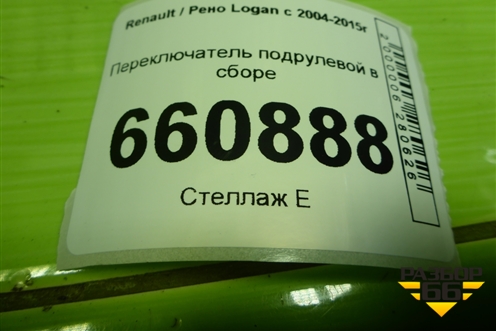 Renault / Рено Logan с 2004-2015г
Переключатель подрулевой в
сборе
660888
Стеллаж Е
2000006280626
РАЗБОР
66